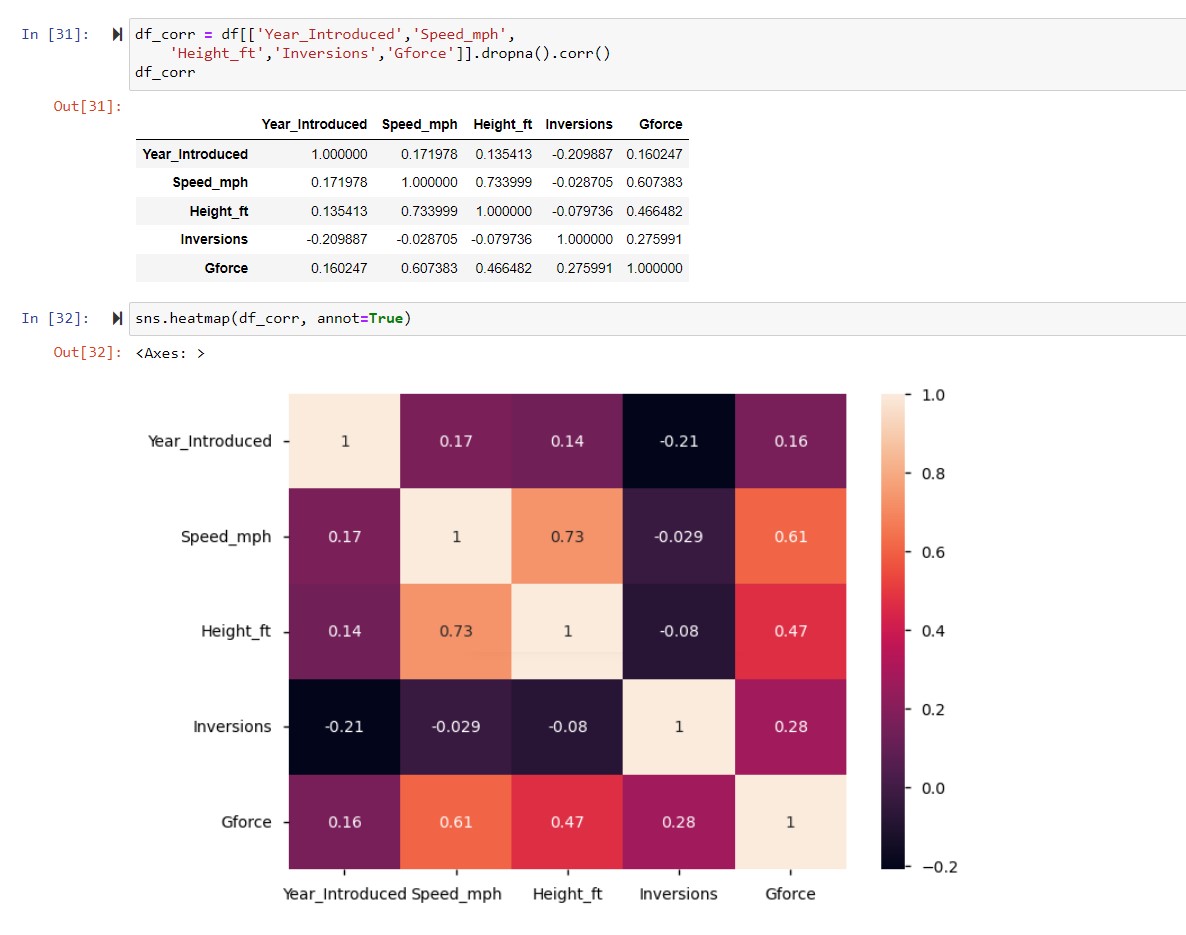 In [31]:
df_corr = df[['Year_Introduced','Speed_mph',
'Height_ft','Inversions','Gforce']].dropna().corr()
df_corr
Out[31]:
Year_Introduced Speed_mph Height_ft Inversions Gforce
Year_Introduced 1.000000 0.171978 0.135413 -0.209887 0.160247
Speed_mph 0.171978 1.000000 0.733999 -0.028705 0.607383
Height_ft 0.135413 0.733999 1.000000 -0.079736 0.466482
Inversions -0.209887 -0.028705 -0.079736 1.000000 0.275991
Gforce 0.160247 0.607383 0.466482 0.275991 1.000000
In [32]:
sns.heatmap(df_corr, annot=True)
Out[32]: <Axes: >
Year_Introduced 1 0.17 0.14 -0.21 0.16
Speed_mph 0.17 1 0.73 -0.029 0.61
Height_ft 0.14 0.73 1 -0.08 0.47
Inversions -0.21 -0.029 -0.08 1 0.28
Gforce 0.16 0.61 0.47 0.28 1
Year_Introduced Speed_mph Height_ft Inversions Gforce
1.0
0.8
0.6
0.4
0.2
0.0
−0.2